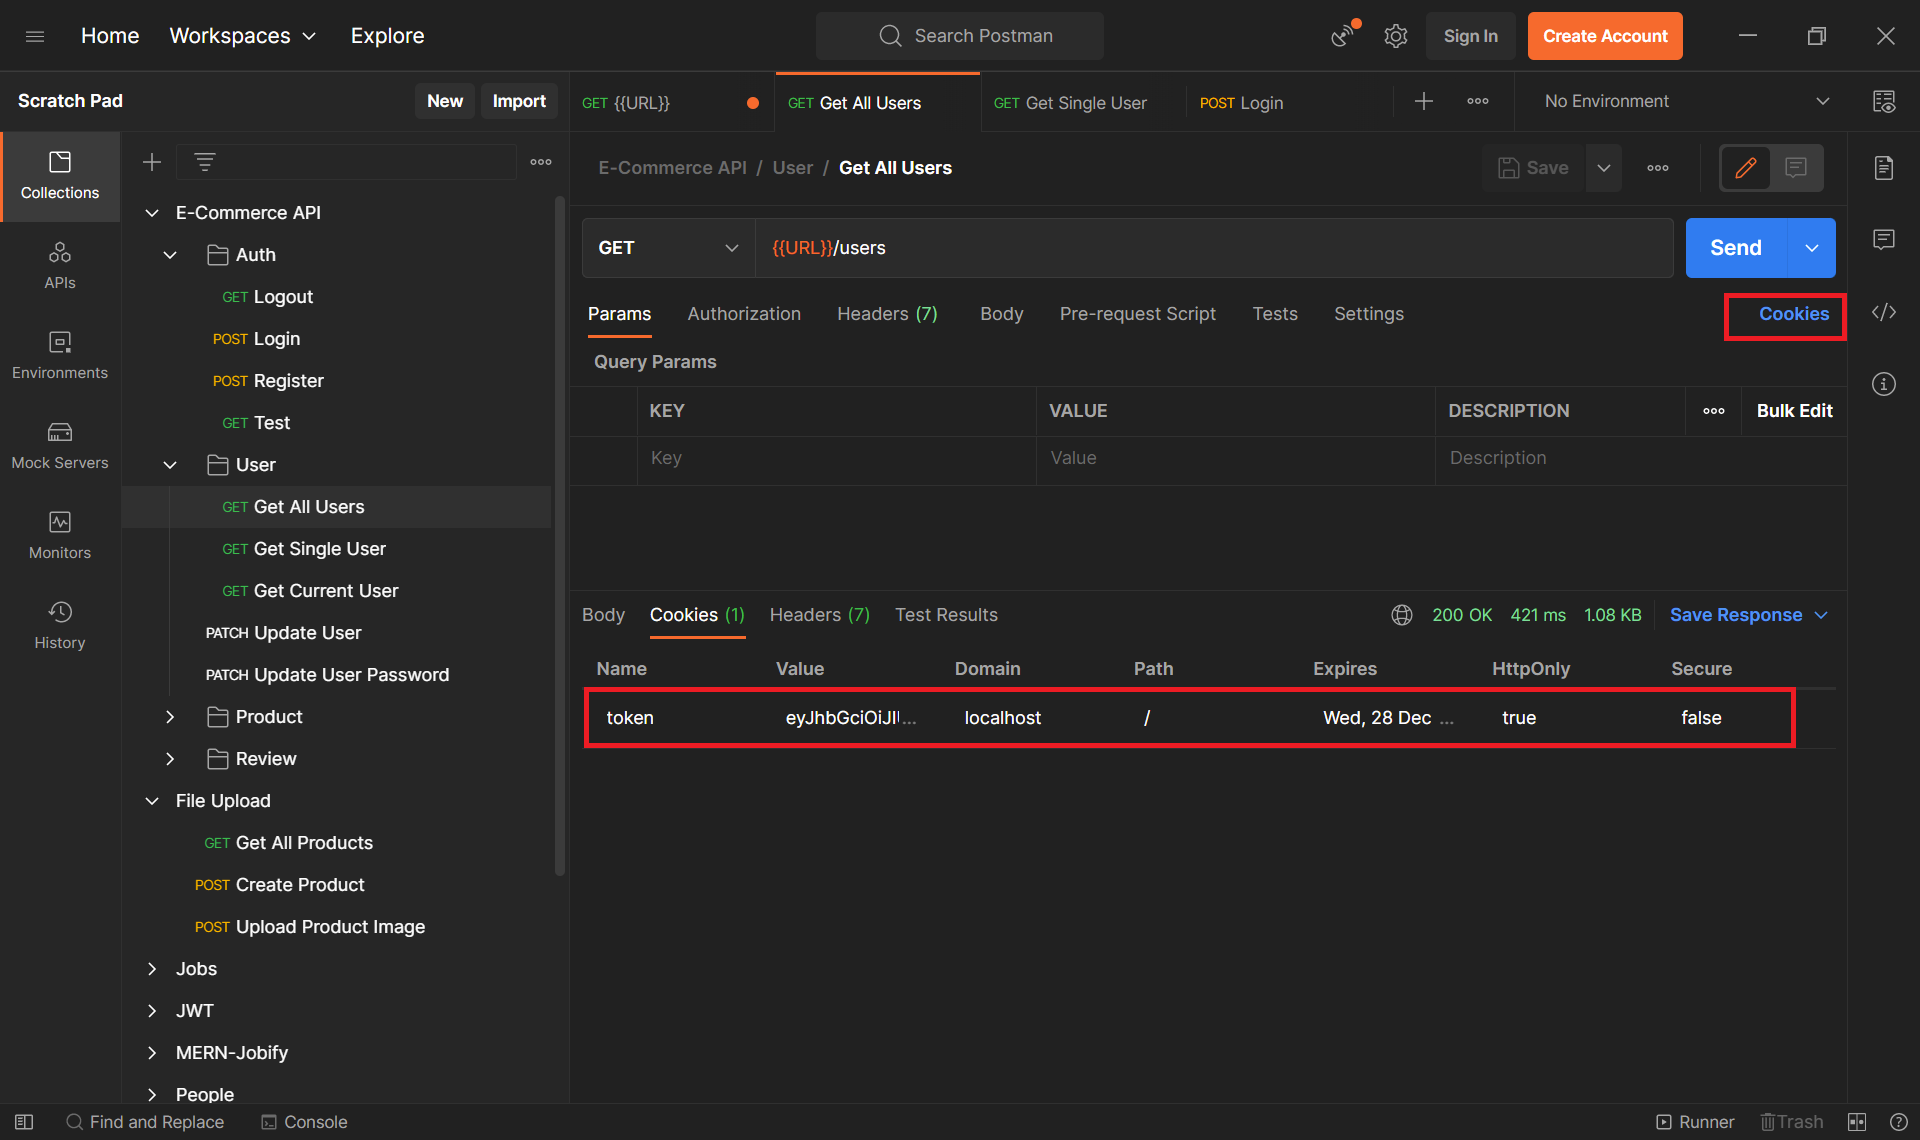 Home Workspaces Explore Search Postman Sign In Create Account
Scratch Pad New Import GET {{URL}} GET Get All Users GET Get Single User POST Login No Environment
Collections
APIs
Environments
Mock Servers
Monitors
History
E-Commerce API
Auth
GET Logout
POST Login
POST Register
GET Test
User
GET Get All Users
GET Get Single User
GET Get Current User
PATCH Update User
PATCH Update User Password
Product
Review
File Upload
GET Get All Products
POST Create Product
POST Upload Product Image
Jobs
JWT
MERN-Jobify
People
E-Commerce API / User / Get All Users Save
GET {{URL}}/users Send
Params Authorization Headers (7) Body Pre-request Script Tests Settings Cookies
Query Params
KEY VALUE DESCRIPTION Bulk Edit
Key Value Description
Body Cookies (1) Headers (7) Test Results 200 OK 421 ms 1.08 KB Save Response
Name Value Domain Path Expires HttpOnly Secure
token eyJhbGciOiJIU... localhost / Wed, 28 Dec ... true false
Find and Replace Console Runner Trash